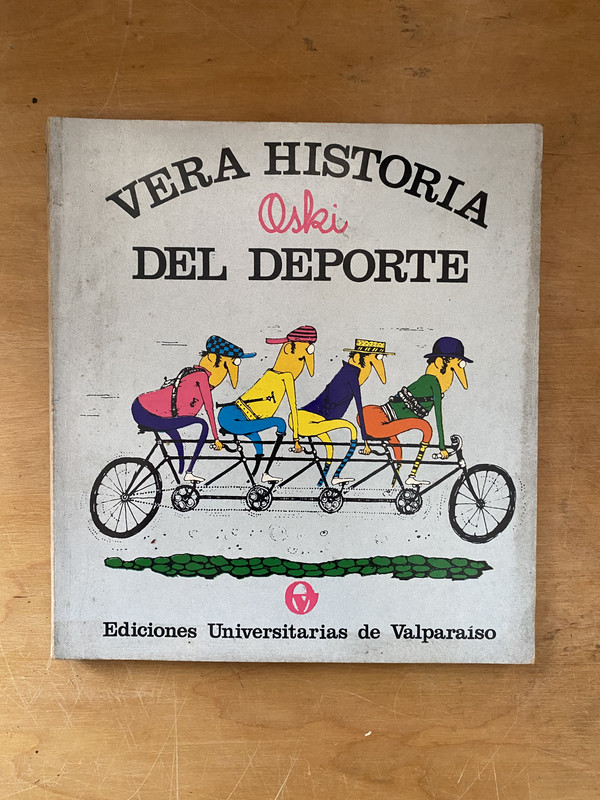 VERA HISTORIA
Oski
DEL DEPORTE
Ediciones Universitarias de Valparaíso